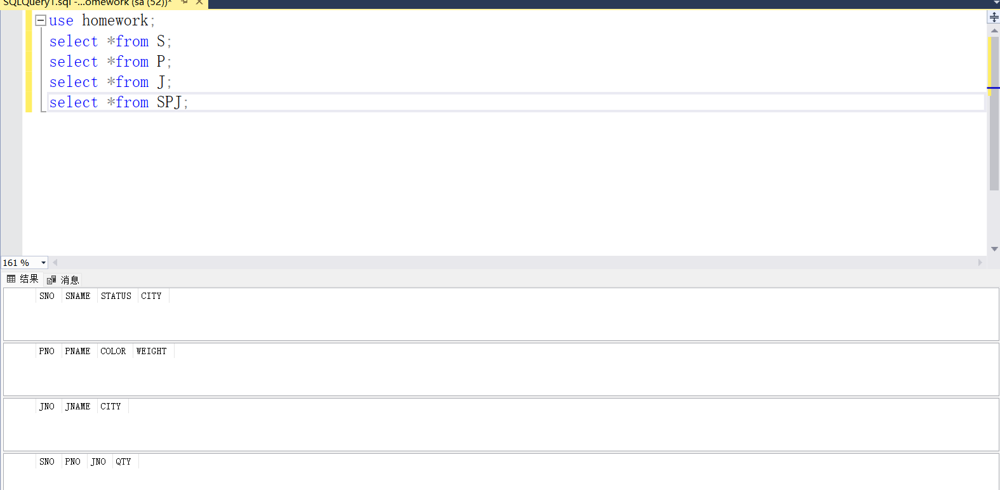 SQLQuery1.sql -...omework (sa (52))*
use homework;
select *from S;
select *from P;
select *from J;
select *from SPJ;
161 %
结果 消息
SNO SNAME STATUS CITY
PNO PNAME COLOR WEIGHT
JNO JNAME CITY
SNO PNO JNO QTY